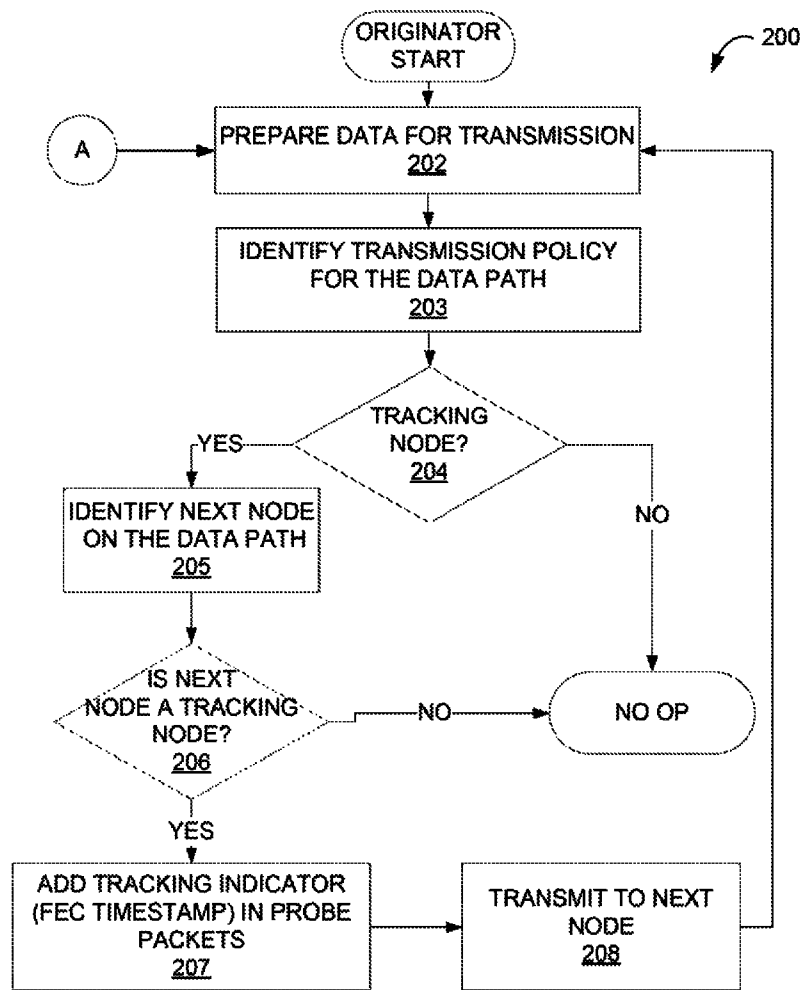 ORIGINATOR
START
200
A
PREPARE DATA FOR TRANSMISSION
202
IDENTIFY TRANSMISSION POLICY
FOR THE DATA PATH
203
TRACKING
NODE?
204
YES
NO
IDENTIFY NEXT NODE
ON THE DATA PATH
205
IS NEXT
NODE A TRACKING
NODE?
206
NO
NO OP
YES
ADD TRACKING INDICATOR
(FEC TIMESTAMP) IN PROBE
PACKETS
207
TRANSMIT TO NEXT
NODE
208